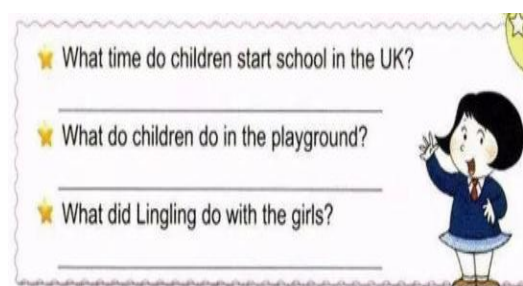 What time do children start school in the UK?
What do children do in the playground?
What did Lingling do with the girls?